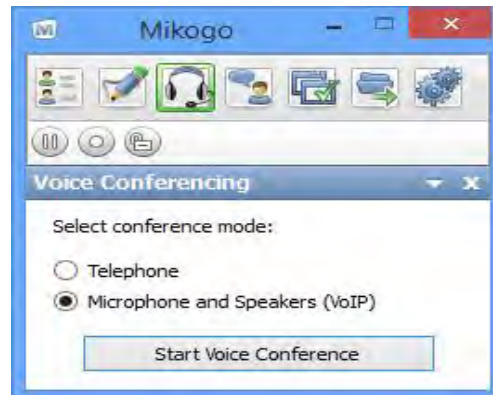 Mikogo
Voice Conferencing
Select conference mode:
Telephone
Microphone and Speakers (VoIP)
Start Voice Conference